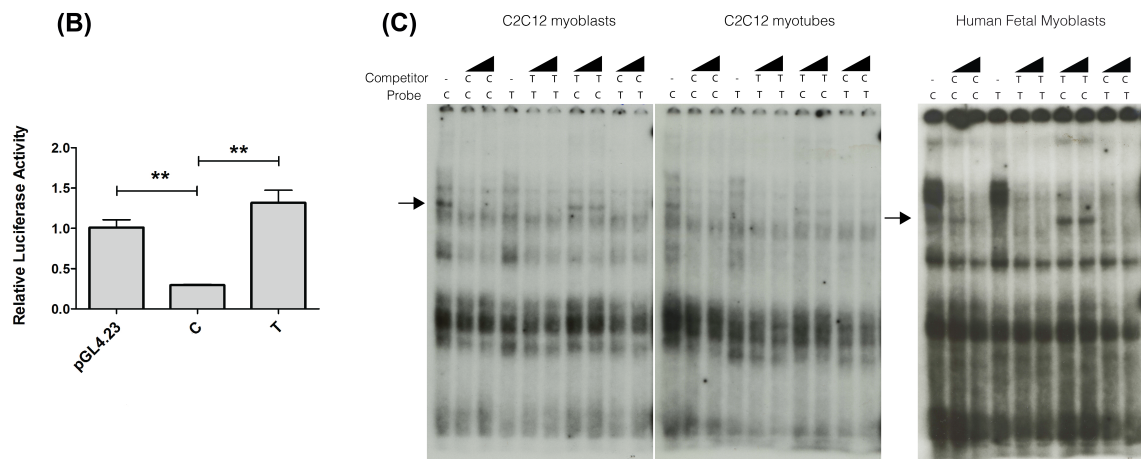 (B)
Relative Luciferase Activity
2.0
1.5
1.0
0.5
0.0
**
**
pGL4.23
C
T
(C)
C2C12 myoblasts
C2C12 myotubes
Human Fetal Myoblasts
Competitor - C C - T T T T C C - C C - T T T T C C - C C - T T T T C C
Probe C C C T T T C C T T C C C T T T C C T T C C C T T T C C T T